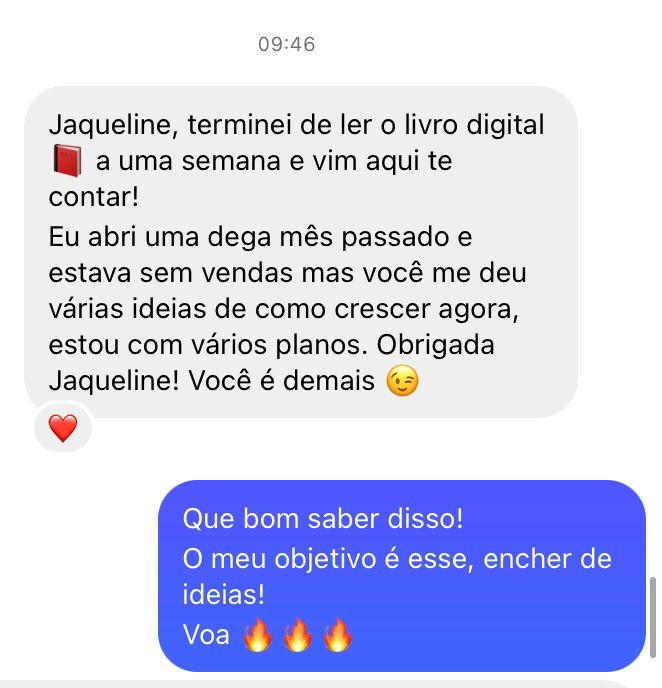 09:46
Jaqueline, terminei de ler o livro digital
📕 a uma semana e vim aqui te
contar!
Eu abri uma dega mês passado e
estava sem vendas mas você me deu
várias ideias de como crescer agora,
estou com vários planos. Obrigada
Jaqueline! Você é demais 😉
❤️
Que bom saber disso!
O meu objetivo é esse, encher de
ideias!
Voa 🔥🔥🔥